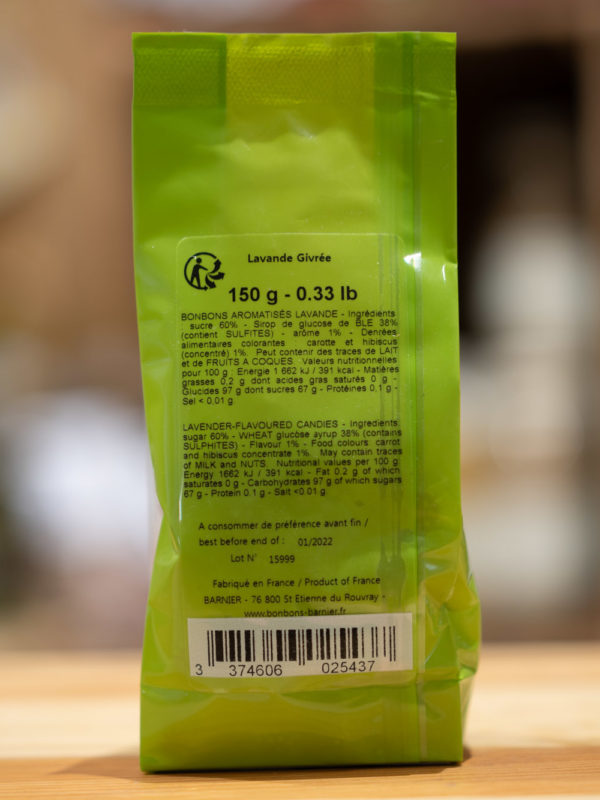 Lavande Givrée
150 g - 0.33 lb
BONBONS AROMATISÉS LAVANDE - Ingrédients
: sucre 60% - Sirop de glucose de BLE 38%
(contient SULFITES) - arôme 1% - Denrées
alimentaires colorantes carotte et hibiscus
(concentré) 1%. Peut contenir des traces de LAIT
et de FRUITS A COQUES. Valeurs nutritionnelles
pour 100 g : Energie 1 662 kJ / 391 kcal - Matières
grasses 0,2 g dont acides gras saturés 0 g -
Glucides 97 g dont sucres 67 g - Protéines 0,1 g -
Sel < 0,01 g
LAVENDER-FLAVOURED CANDIES - Ingredients:
sugar 60% - WHEAT glucose syrup 38% (contains
SULPHITES) - Flavour 1% - Food colours carrot
and hibiscus concentrate 1%. May contain traces
of MILK and NUTS. Nutritional values per 100 g:
Energy 1662 kJ / 391 kcal - Fat 0.2 g of which
saturates 0 g - Carbohydrates 97 g of which sugars
67 g - Protein 0.1 g - Salt <0.01 g
A consommer de préférence avant fin /
best before end of : 01/2022
Lot N° 15999
Fabriqué en France / Product of France
BARNIER - 76 800 St Etienne du Rouvray -
www.bonbons-barnier.fr
3 374606 025437